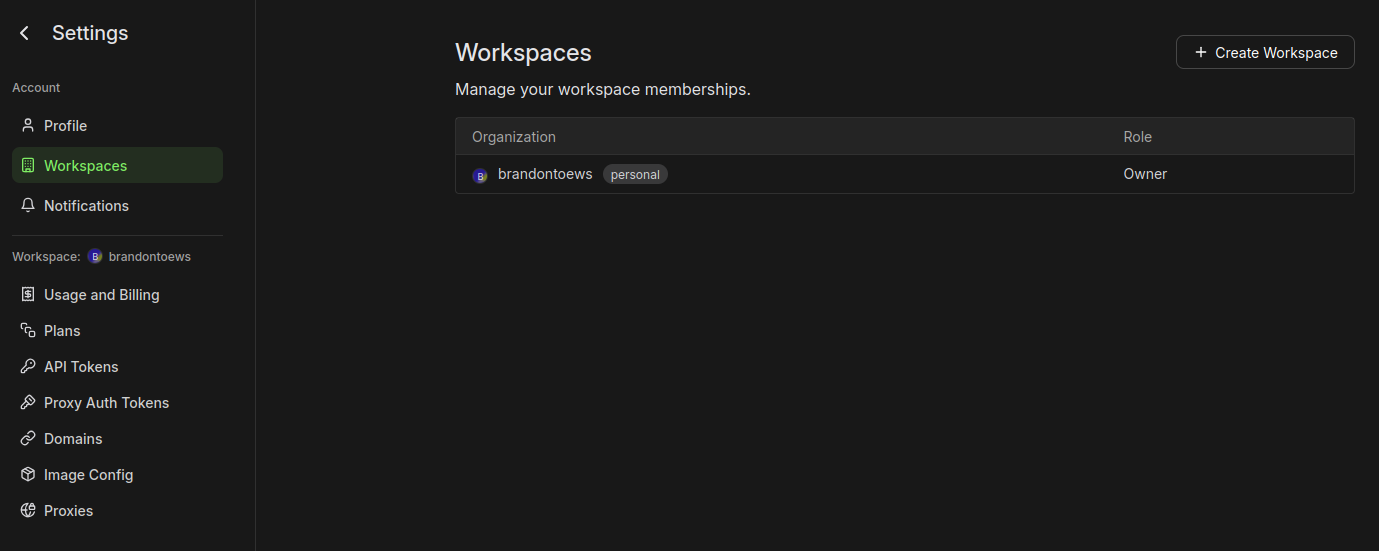 Settings
Account
Profile
Workspaces
Notifications
Workspace: B brandontoews
Usage and Billing
Plans
API Tokens
Proxy Auth Tokens
Domains
Image Config
Proxies
Workspaces
Create Workspace
Manage your workspace memberships.
Organization Role
B brandontoews personal Owner